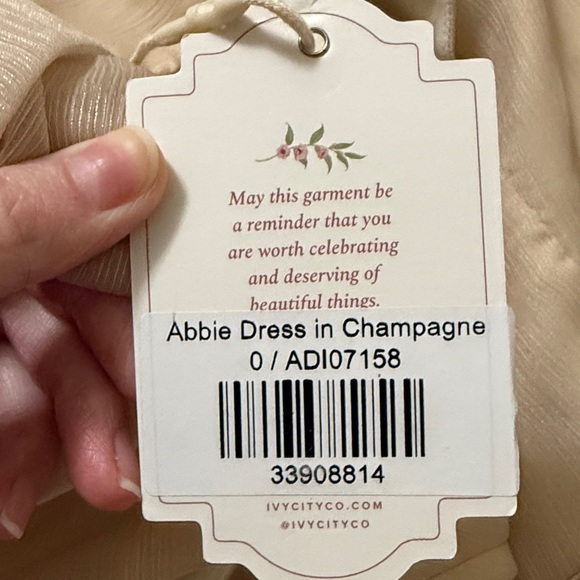 May this garment be
a reminder that you
are worth celebrating
and deserving of
beautiful things.
Abbie Dress in Champagne
0 / ADI07158
33908814
IVYCITYCO.COM
@IVYCITYCO